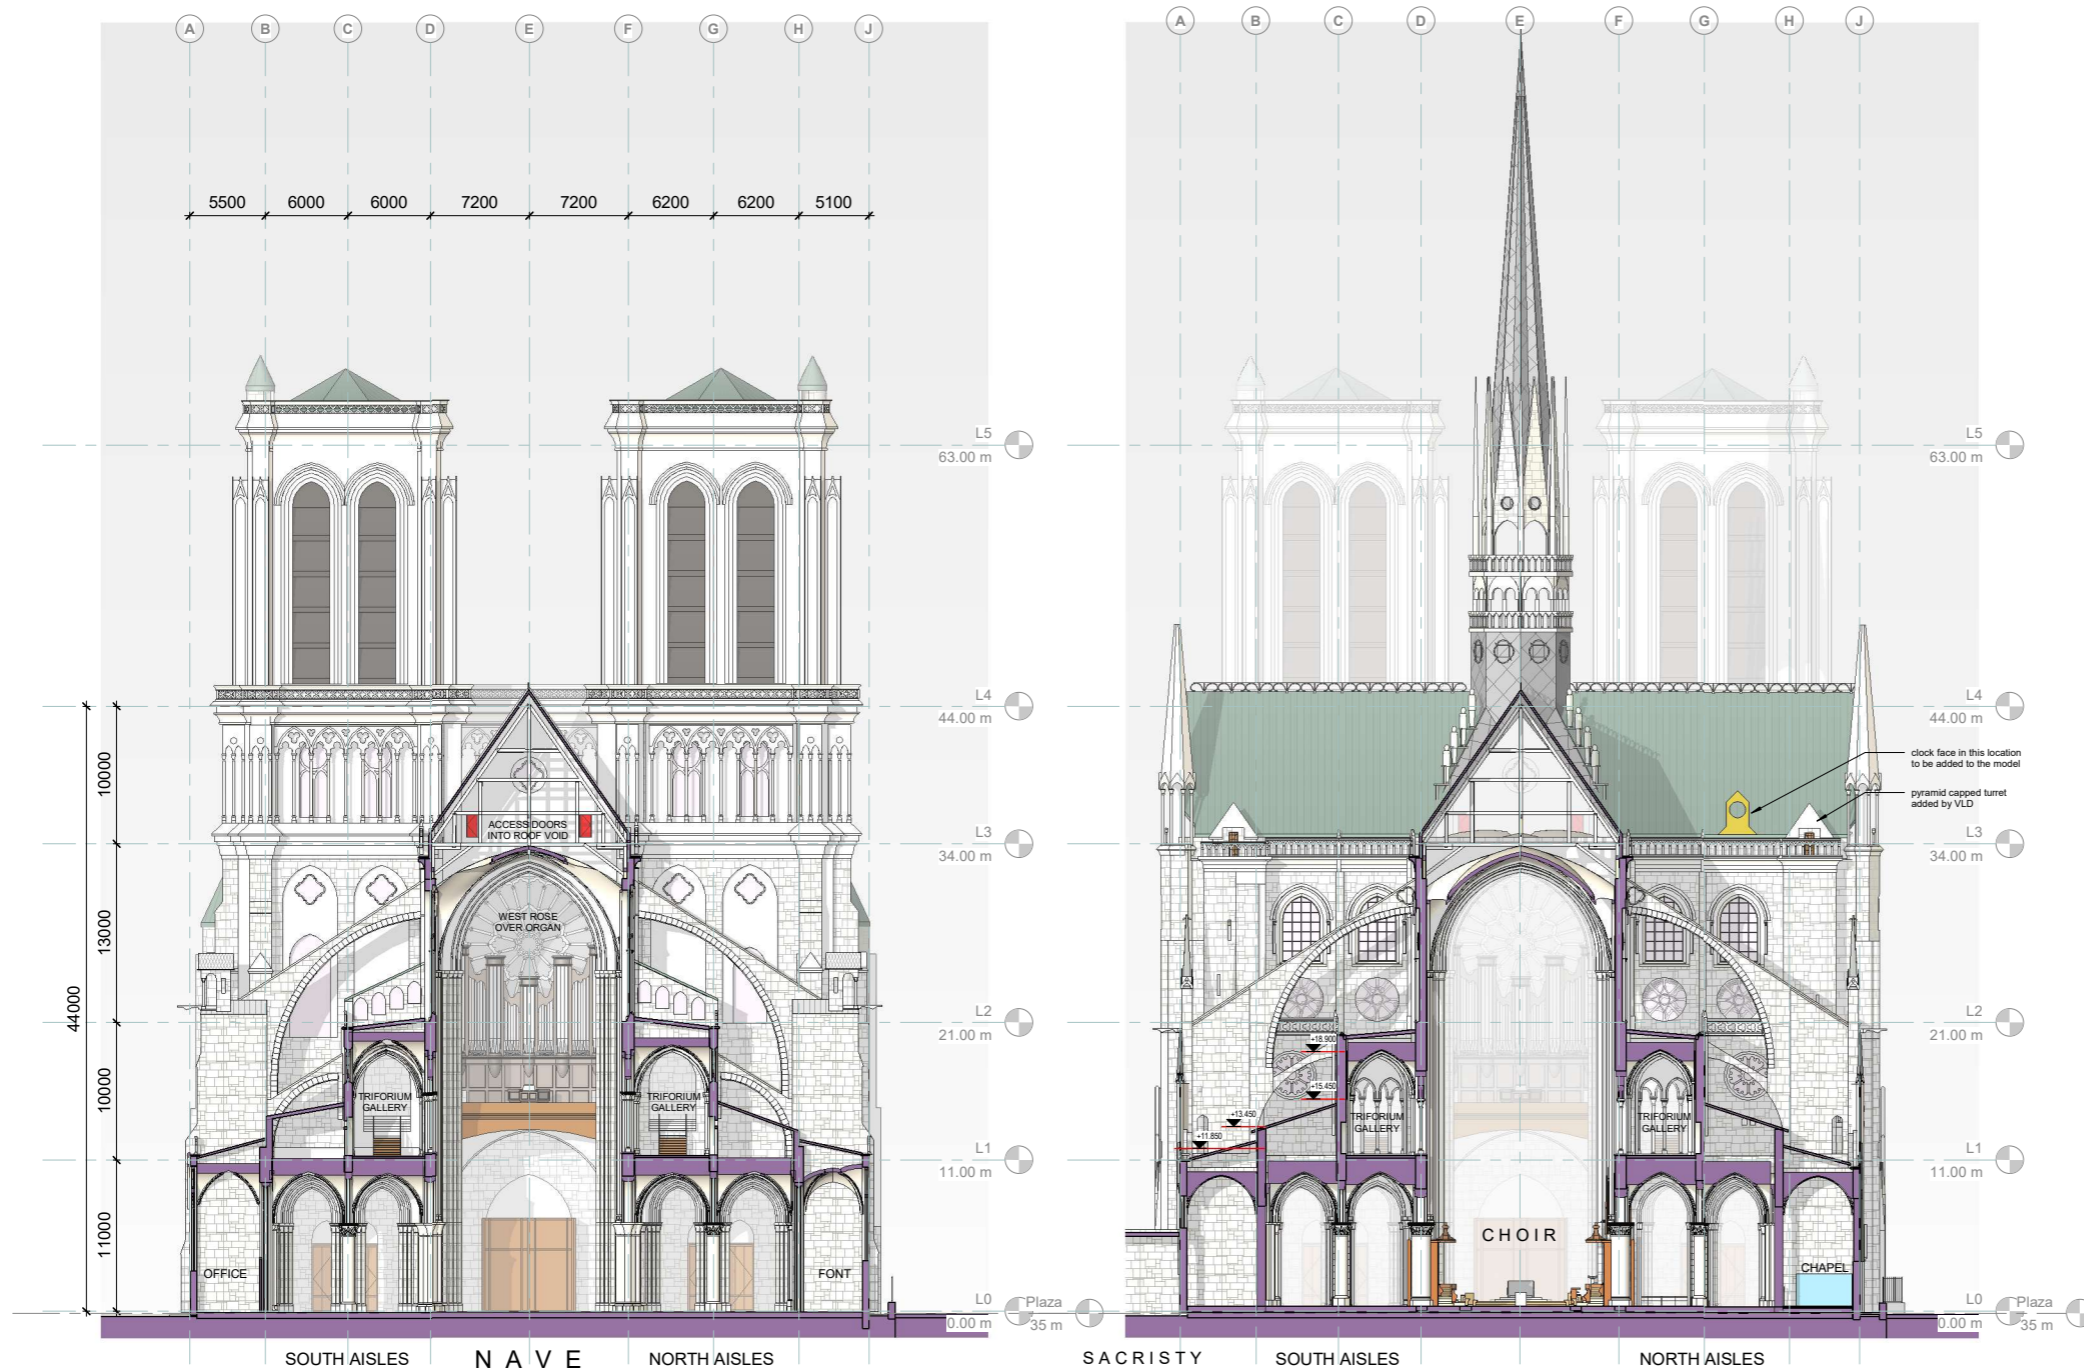 A B C D E F G H J
5500 6000 6000 7200 7200 6200 6200 5100
L5
63.00 m
L4
44.00 m
10000
ACCESS DOORS
INTO ROOF VOID
L3
34.00 m
13000
WEST ROSE
OVER ORGAN
44000
L2
21.00 m
10000
TRIFORIUM
GALLERY
TRIFORIUM
GALLERY
L1
11.00 m
11000
OFFICE
FONT
L0
0.00 m
Plaza
35 m
SOUTH AISLES
NAVE
NORTH AISLES
A B C D E F G H J
L5
63.00 m
L4
44.00 m
clock face in this location
to be added to the model
pyramid capped turret
added by VLD
L3
34.00 m
L2
21.00 m
+18.900
+15.450
+13.450
+11.850
TRIFORIUM
GALLERY
TRIFORIUM
GALLERY
L1
11.00 m
CHOIR
CHAPEL
L0
0.00 m
Plaza
35 m
SACRISTY
SOUTH AISLES
NORTH AISLES